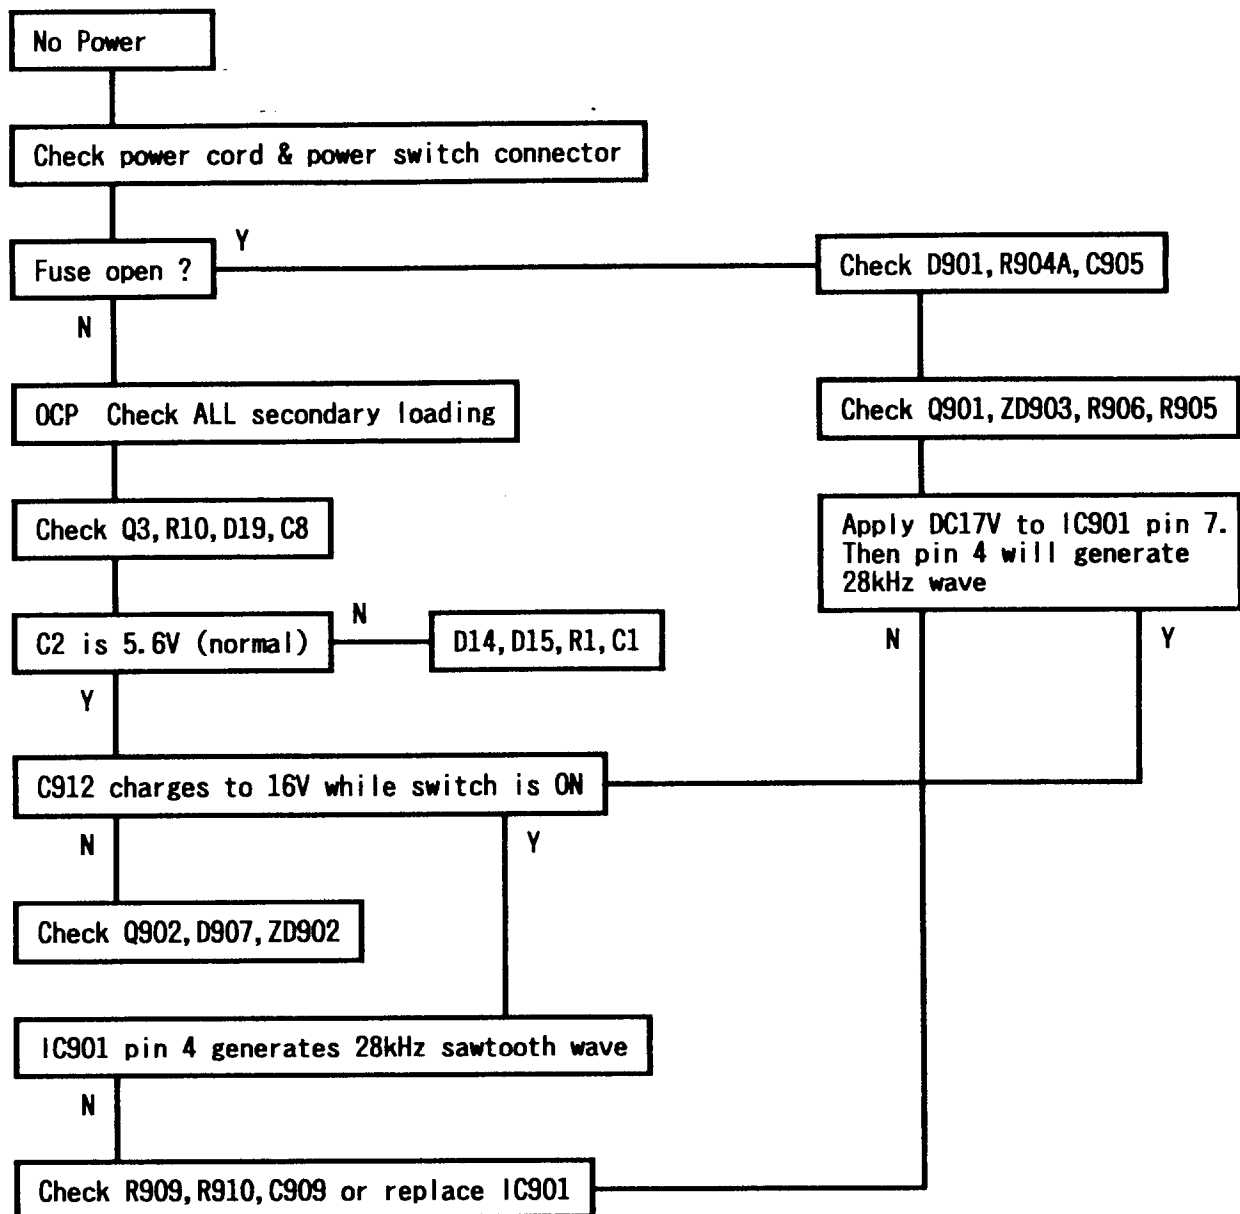 No Power
Check power cord & power switch connector
Y
Fuse open ?
Check D901, R904A, C905
N
OCP Check ALL secondary loading
Check Q901, ZD903, R906, R905
Check Q3, R10, D19, C8
Apply DC17V to IC901 pin 7.
Then pin 4 will generate
28kHz wave
N
C2 is 5.6V (normal)
D14, D15, R1, C1
N
Y
Y
C912 charges to 16V while switch is ON
N
Y
Check Q902, D907, ZD902
IC901 pin 4 generates 28kHz sawtooth wave
N
Check R909, R910, C909 or replace IC901